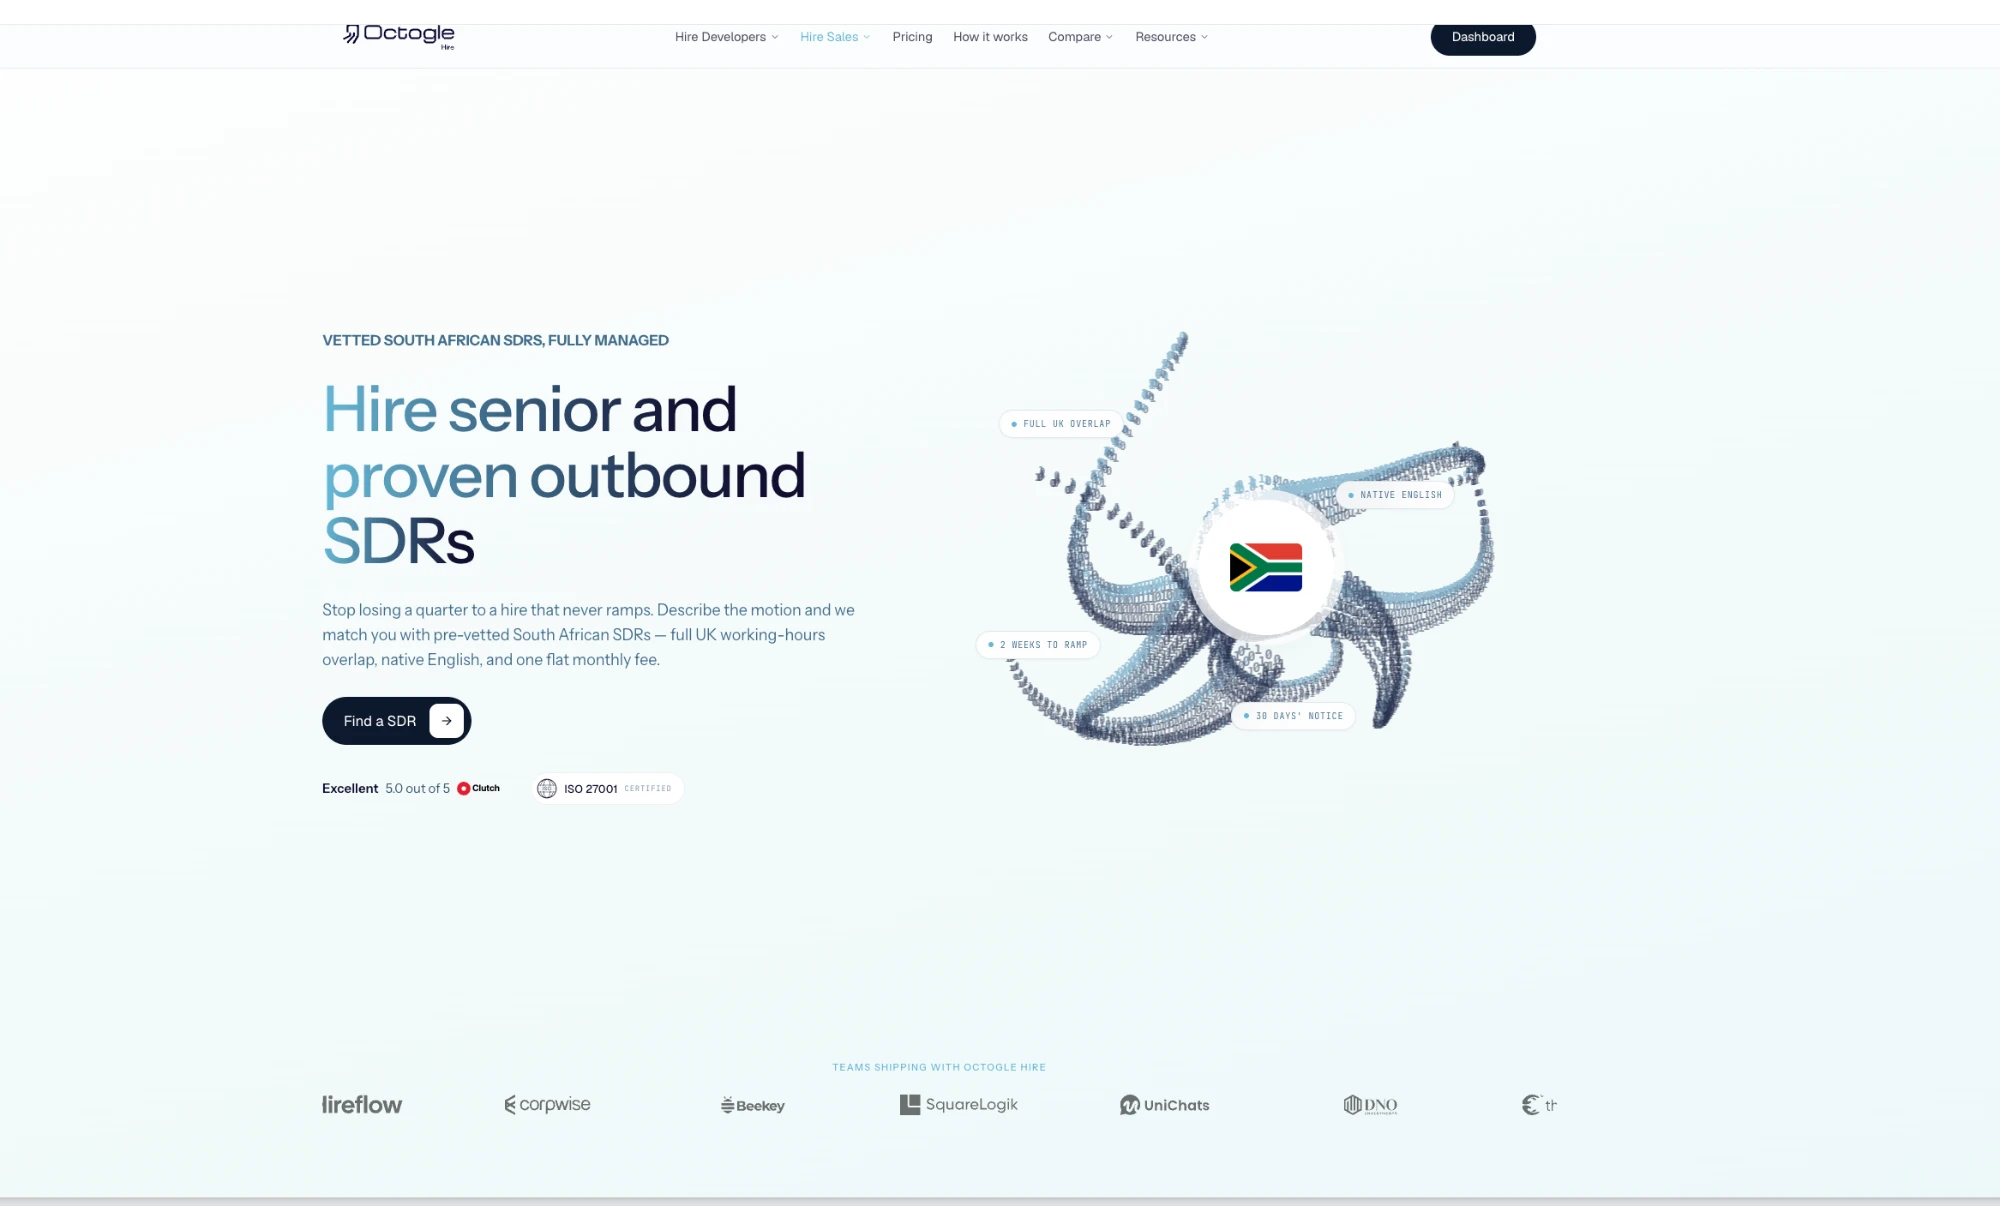 Octogle
Hire
Hire Developers
Hire Sales
Pricing
How it works
Compare
Resources
Dashboard
VETTED SOUTH AFRICAN SDRS, FULLY MANAGED
Hire senior and
proven outbound
SDRs
Stop losing a quarter to a hire that never ramps. Describe the motion and we
match you with pre-vetted South African SDRs — full UK working-hours
overlap, native English, and one flat monthly fee.
Find a SDR
Excellent 5.0 out of 5 Clutch
ISO 27001 CERTIFIED
FULL UK OVERLAP
NATIVE ENGLISH
2 WEEKS TO RAMP
30 DAYS' NOTICE
TEAMS SHIPPING WITH OCTOGLE HIRE
corpwise
Beekey
SquareLogik
UniChats
DNO